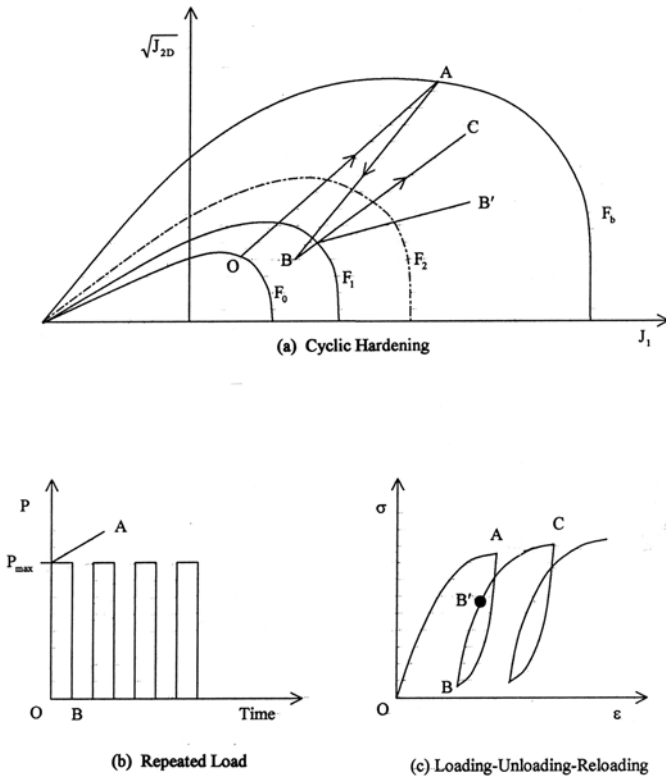 √J2D
A
C
B′
Fb
O
B
F0
F1
F2
J1
(a) Cyclic Hardening
P
A
Pmax
O
B
Time
(b) Repeated Load
σ
A
C
B′
B
O
ε
(c) Loading-Unloading-Reloading